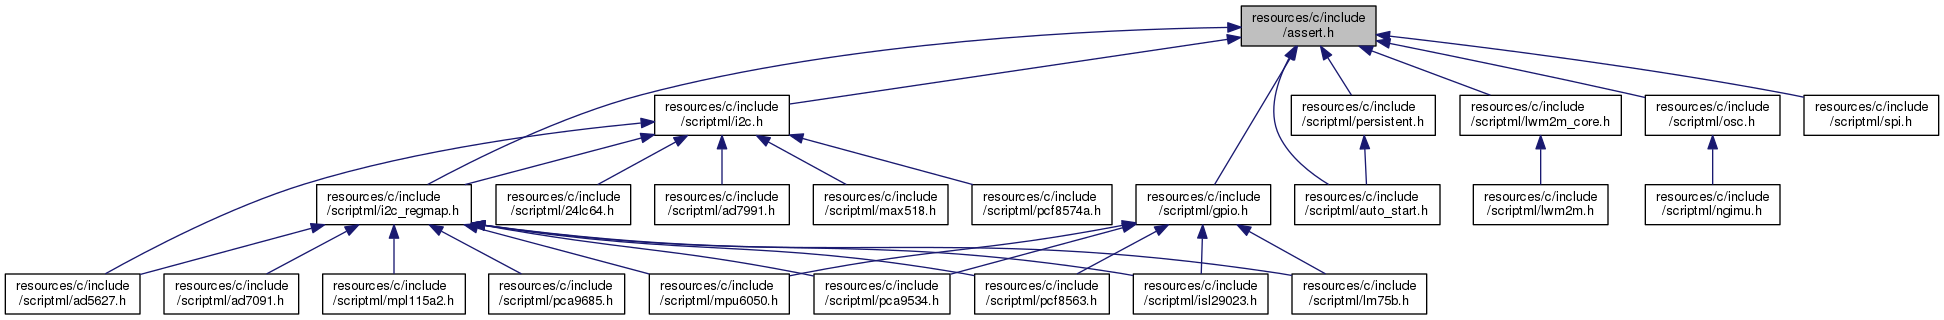 resources/c/include
/assert.h
resources/c/include
/scriptml/i2c.h
resources/c/include
/scriptml/persistent.h
resources/c/include
/scriptml/lwm2m_core.h
resources/c/include
/scriptml/osc.h
resources/c/include
/scriptml/spi.h
resources/c/include
/scriptml/i2c_regmap.h
resources/c/include
/scriptml/24lc64.h
resources/c/include
/scriptml/ad7991.h
resources/c/include
/scriptml/max518.h
resources/c/include
/scriptml/pcf8574a.h
resources/c/include
/scriptml/gpio.h
resources/c/include
/scriptml/auto_start.h
resources/c/include
/scriptml/lwm2m.h
resources/c/include
/scriptml/ngimu.h
resources/c/include
/scriptml/ad5627.h
resources/c/include
/scriptml/ad7091.h
resources/c/include
/scriptml/mpl115a2.h
resources/c/include
/scriptml/pca9685.h
resources/c/include
/scriptml/mpu6050.h
resources/c/include
/scriptml/pca9534.h
resources/c/include
/scriptml/pcf8563.h
resources/c/include
/scriptml/isl29023.h
resources/c/include
/scriptml/lm75b.h